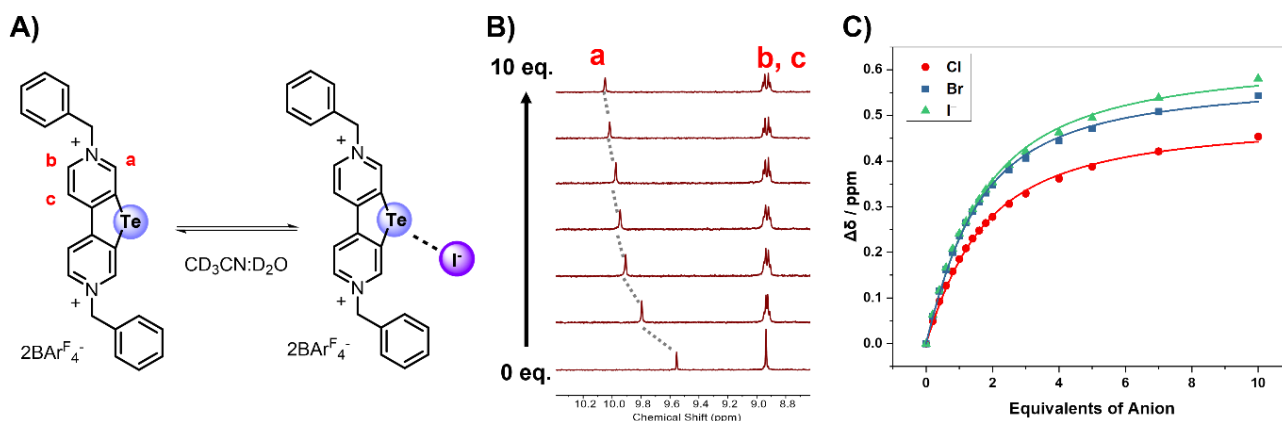 A)
b
+
N
a
c
Te
N
+
2BArF4-
CD3CN:D2O
+
N
Te
I-
N
+
2BArF4-
B)
a
b, c
10 eq.
0 eq.
10.2 10.0 9.8 9.6 9.4 9.2 9.0 8.8
Chemical Shift (ppm)
C)
Cl
Br
I-
Δδ / ppm
0.6
0.5
0.4
0.3
0.2
0.1
0.0
0 2 4 6 8 10
Equivalents of Anion